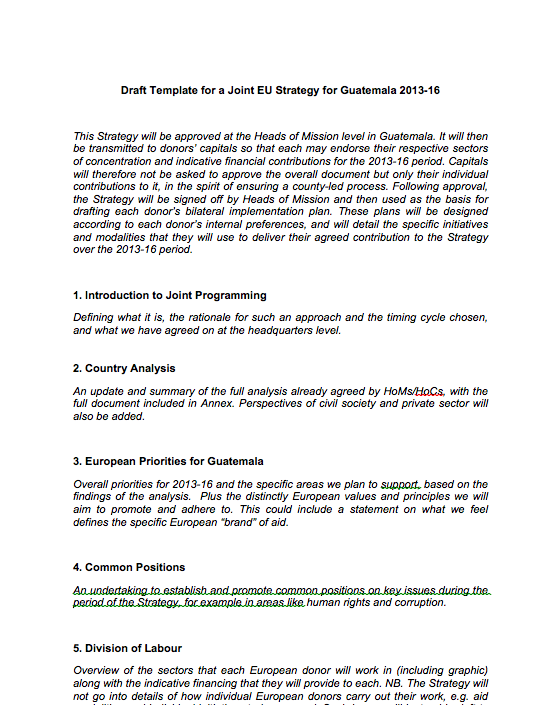 Draft Template for a Joint EU Strategy for Guatemala 2013-16
This Strategy will be approved at the Heads of Mission level in Guatemala. It will then
be transmitted to donors' capitals so that each may endorse their respective sectors
of concentration and indicative financial contributions for the 2013-16 period. Capitals
will therefore not be asked to approve the overall document but only their individual
contributions to it, in the spirit of ensuring a county-led process. Following approval,
the Strategy will be signed off by Heads of Mission and then used as the basis for
drafting each donor's bilateral implementation plan. These plans will be designed
according to each donor's internal preferences, and will detail the specific initiatives
and modalities that they will use to deliver their agreed contribution to the Strategy
over the 2013-16 period.
1. Introduction to Joint Programming
Defining what it is, the rationale for such an approach and the timing cycle chosen,
and what we have agreed on at the headquarters level.
2. Country Analysis
An update and summary of the full analysis already agreed by HoMs/HoCs, with the
full document included in Annex. Perspectives of civil society and private sector will
also be added.
3. European Priorities for Guatemala
Overall priorities for 2013-16 and the specific areas we plan to support, based on the
findings of the analysis.  Plus the distinctly European values and principles we will
aim to promote and adhere to. This could include a statement on what we feel
defines the specific European “brand” of aid.
4. Common Positions
An undertaking to establish and promote common positions on key issues during the
period of the Strategy, for example in areas like human rights and corruption.
5. Division of Labour
Overview of the sectors that each European donor will work in (including graphic)
along with the indicative financing that they will provide to each. NB. The Strategy will
not go into details of how individual European donors carry out their work, e.g. aid